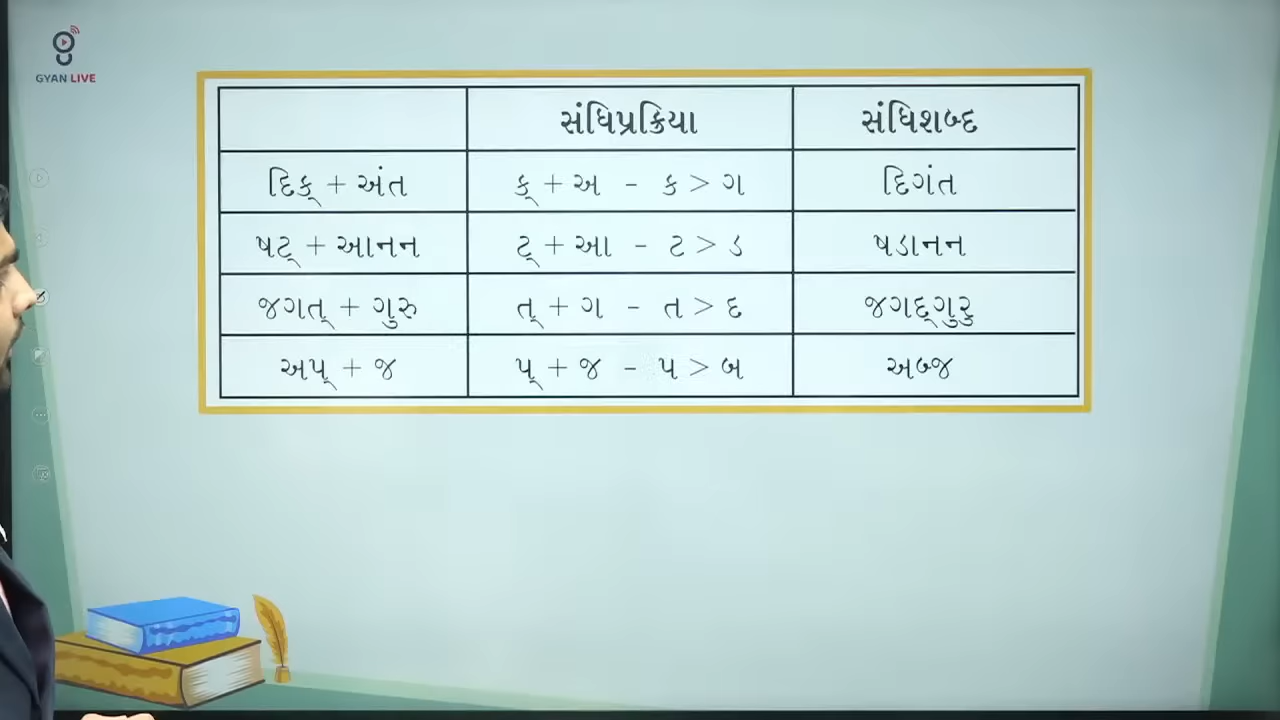 GYAN LIVE
સંધિપ્રક્રિયા સંધિશબ્દ
દિક્ + અંત ક્ + અ - ક > ગ દિગંત
ષટ્ + આનન ટ્ + આ - ટ > ડ ષડાનન
જગત્ + ગુરુ ત્ + ગ - ત > દ જગદ્ગુરુ
અપ્ + જ પ્ + જ - પ > બ અબ્જ